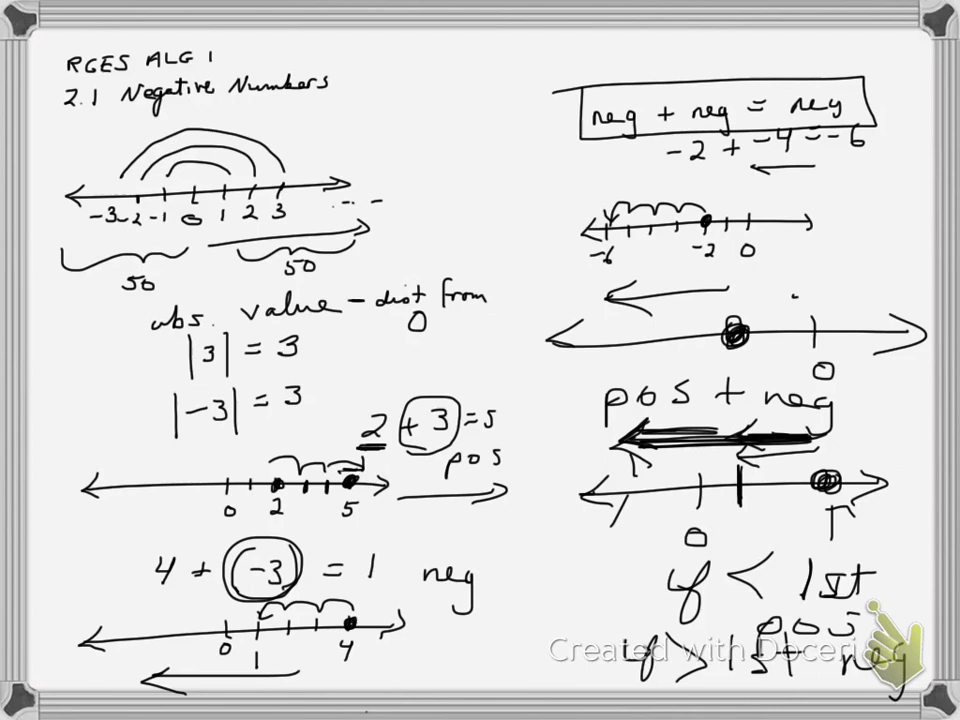 RGES ALG 1
2.1 Negative Numbers
-3 -2 -1 0 1 2 3 . - -
50
50
abs. value - dist from
0
|3| = 3
|-3| = 3
2 + 3 = 5
pos
0 2 5
4 + -3 = 1 neg
0 1 4
neg + neg = neg
-2 + -4 = -6
-6 -2 0
0
pos + neg
0
if < 1st
pos
if > 1st neg
Created with Doceri